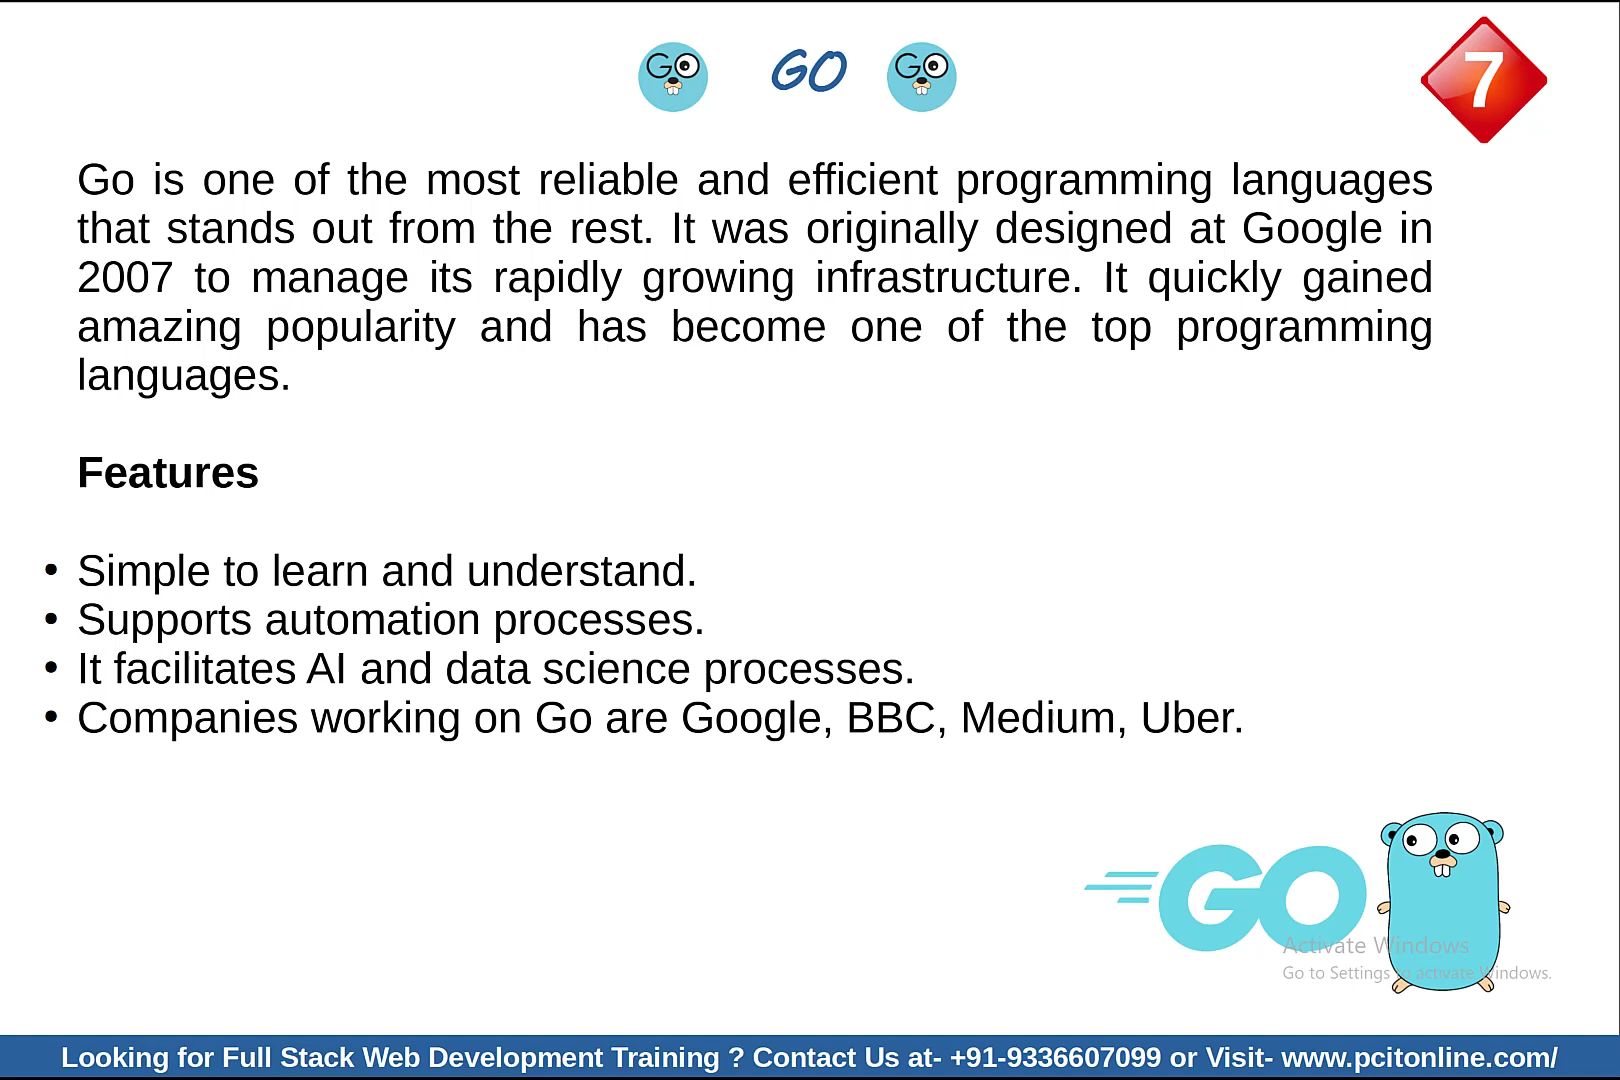 GO GO GO
7
Go is one of the most reliable and efficient programming languages
that stands out from the rest. It was originally designed at Google in
2007 to manage its rapidly growing infrastructure. It quickly gained
amazing popularity and has become one of the top programming
languages.
Features
• Simple to learn and understand.
• Supports automation processes.
• It facilitates AI and data science processes.
• Companies working on Go are Google, BBC, Medium, Uber.
GO
Activate Windows
Go to Settings to activate Windows.
Looking for Full Stack Web Development Training ? Contact Us at- +91-9336607099 or Visit- www.pcitonline.com/